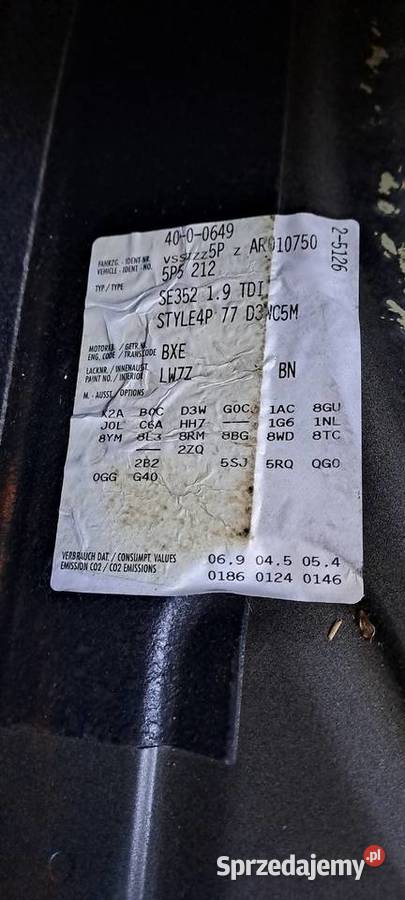 40-0-0649
2-5126
FAHRZG. - IDENT-NR.
VEHICLE - IDENT -NO.
VSSZZZ5P Z AR010750
5P5 212
TYP / TYPE
SE352 1.9 TDI
STYLE4P 77 D3WC5M
MOTORKB. / GETR.KB.
ENG. CODE / TRANSCODE
BXE
LACKNR. / INNENAUSST.
PAINT NO. / INTERIOR
LW7Z BN
M. - AUSST. OPTIONS
X2A B0C D3W G0C 1AC 8GU
J0L C6A HH7 — 1G6 1NL
8YM 8L3 8RM 8BG 8WD 8TC
— 2ZQ
2B2 5SJ 5RQ QG0
0GG G40
VERBRAUCH DAT. / CONSUMPT. VALUES
EMISSION CO2 / CO2 EMISSIONS
06.9 04.5 05.4
0186 0124 0146
Sprzedajemy.pl